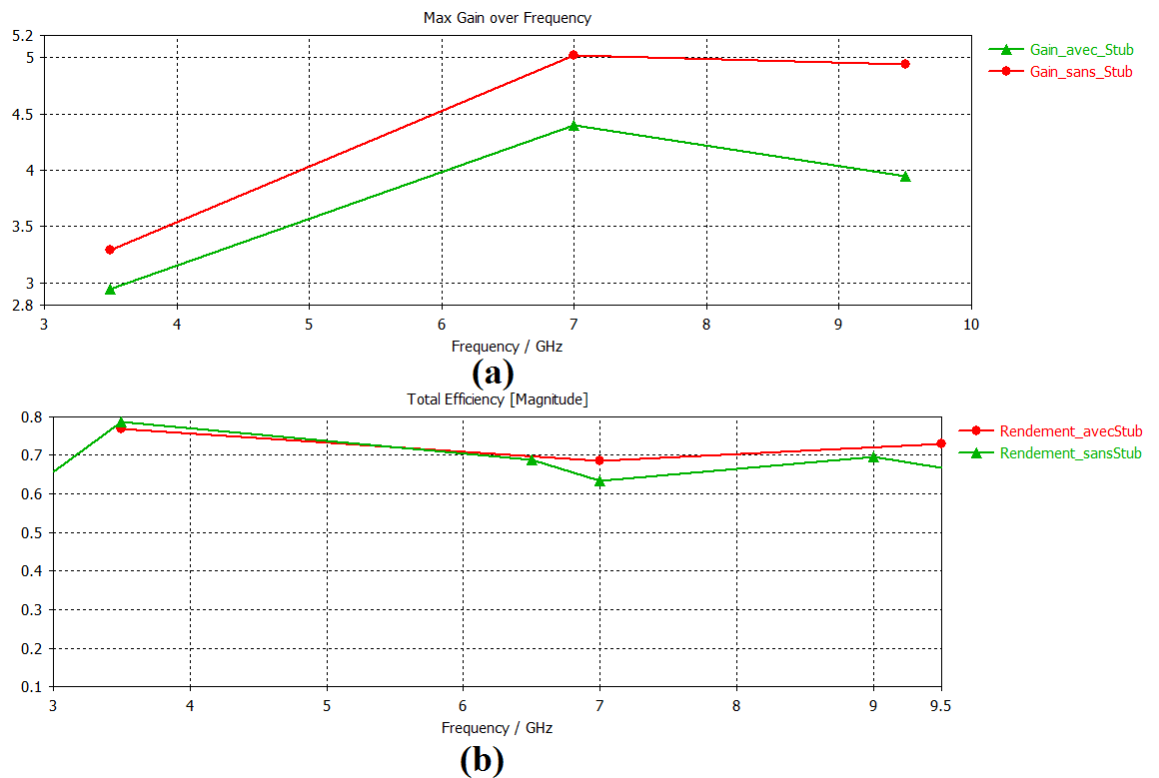 Max Gain over Frequency
5.2
5
4.5
4
3.5
3
2.8
3 4 5 6 7 8 9 10
Frequency / GHz
Gain_avec_Stub
Gain_sans_Stub
(a)
Total Efficiency [Magnitude]
0.8
0.7
0.6
0.5
0.4
0.3
0.2
0.1
3 4 5 6 7 8 9 9.5
Frequency / GHz
Rendement_avecStub
Rendement_sansStub
(b)